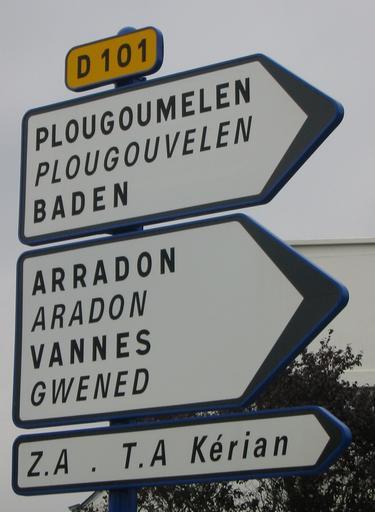 D 101
PLOUGOUMELEN
PLOUGOUVELEN
BADEN
ARRADON
ARADON
VANNES
GWENED
Z.A . T.A Kérian